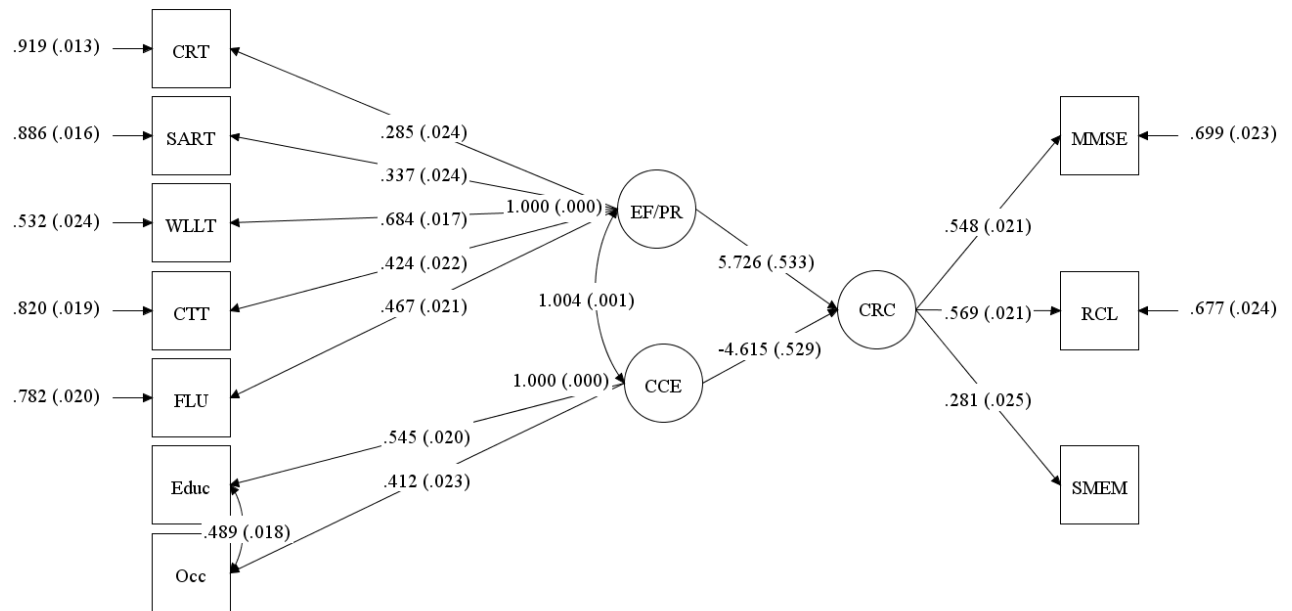 .919 (.013)
CRT
.285 (.024)
.886 (.016)
SART
.337 (.024)
MMSE
.699 (.023)
.532 (.024)
WLLT
.684 (.017)
1.000 (.000)
EF/PR
.548 (.021)
.424 (.022)
5.726 (.533)
.820 (.019)
CTT
.467 (.021)
1.004 (.001)
CRC
.569 (.021)
RCL
.677 (.024)
-4.615 (.529)
.782 (.020)
FLU
1.000 (.000)
CCE
.281 (.025)
.545 (.020)
Educ
.412 (.023)
SMEM
.489 (.018)
Occ